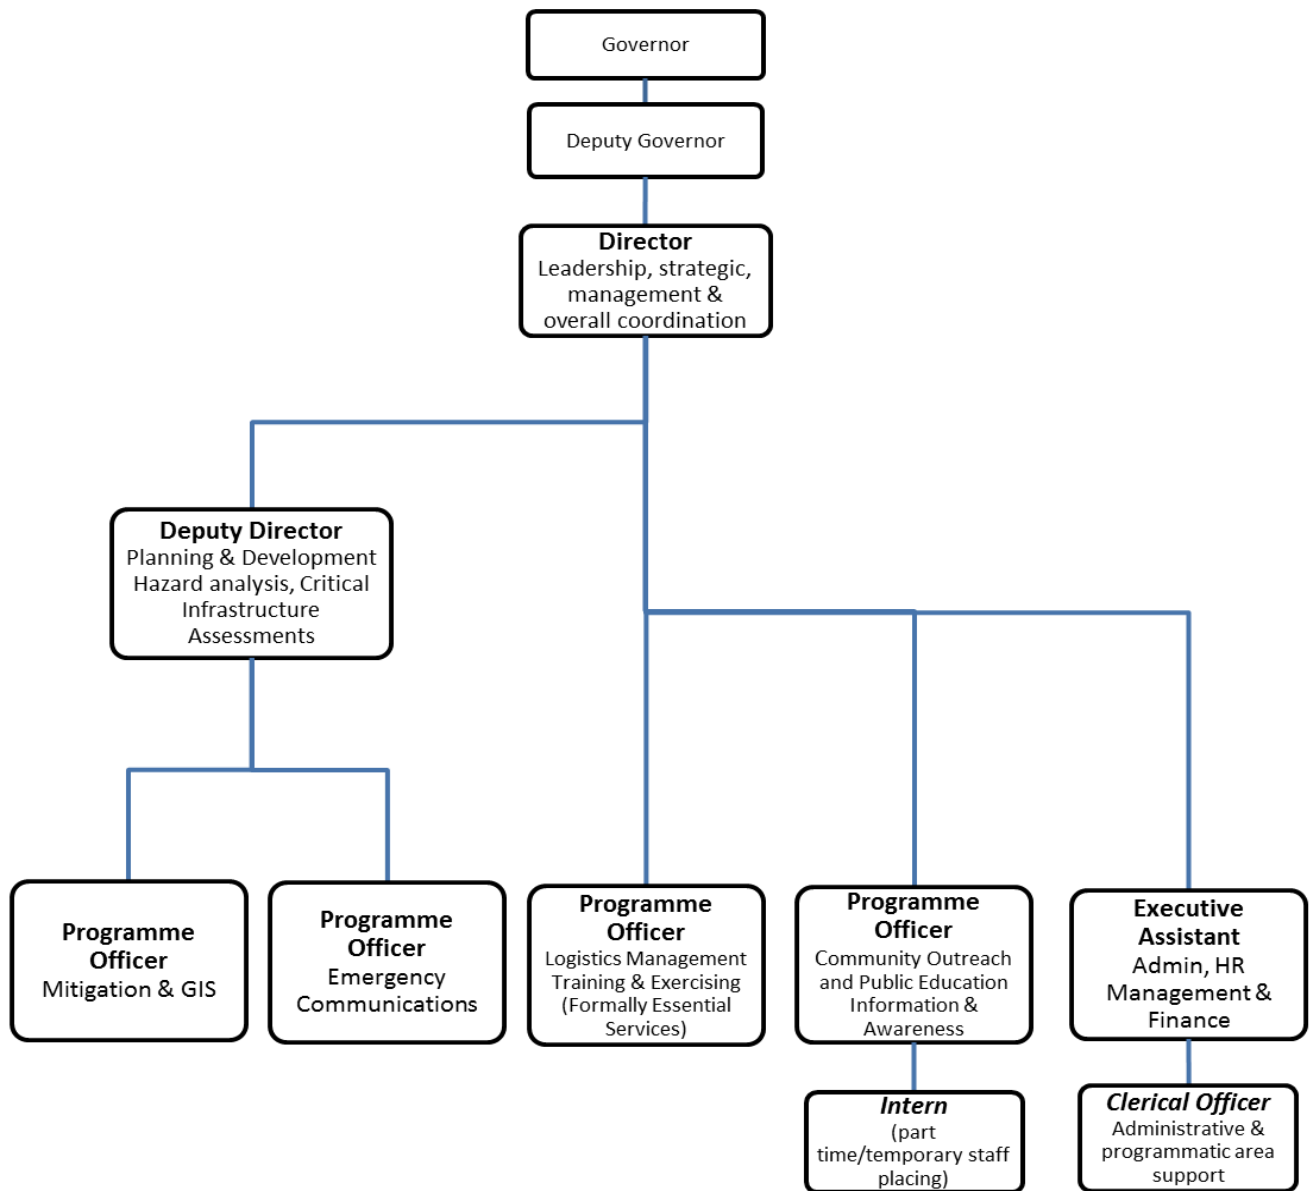 Governor
Deputy Governor
Director
Leadership, strategic,
management &
overall coordination
Deputy Director
Planning & Development
Hazard analysis, Critical
Infrastructure
Assessments
Programme
Officer
Mitigation & GIS
Programme
Officer
Emergency
Communications
Programme
Officer
Logistics Management
Training & Exercising
(Formally Essential
Services)
Programme
Officer
Community Outreach
and Public Education
Information &
Awareness
Executive
Assistant
Admin, HR
Management &
Finance
Intern
(part
time/temporary staff
placing)
Clerical Officer
Administrative &
programmatic area
support